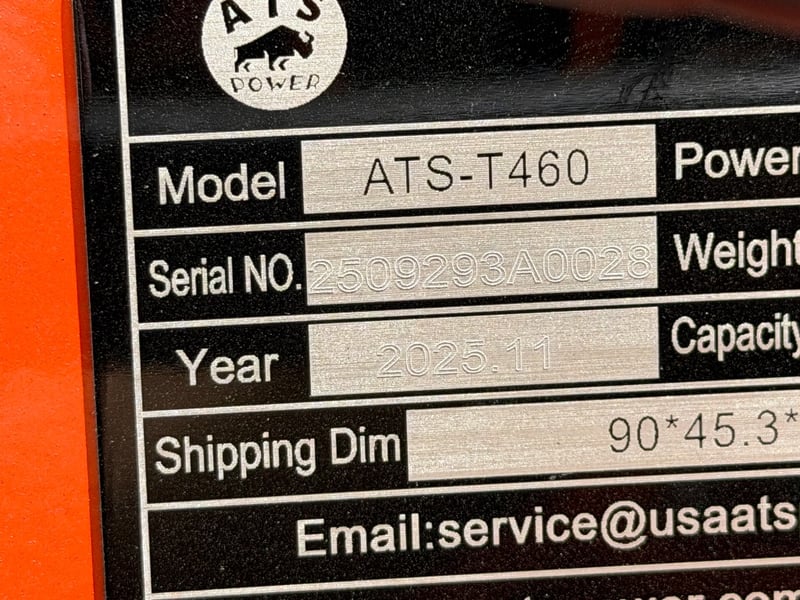 ATS
POWER
Model ATS-T460 Power
Serial NO. 2509293A0028 Weight
Year 2025.11 Capacity
Shipping Dim 90*45.3*
Email:service@usaats